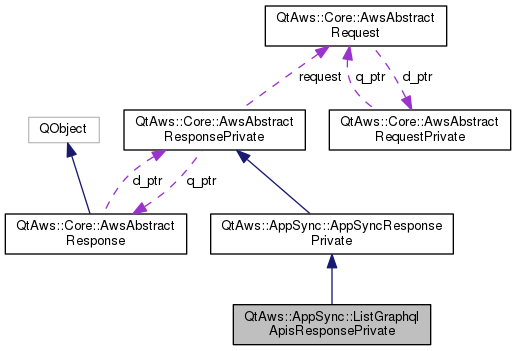 QtAws::Core::AwsAbstract
Request
request
q_ptr
d_ptr
QObject
QtAws::Core::AwsAbstract
ResponsePrivate
QtAws::Core::AwsAbstract
RequestPrivate
d_ptr
q_ptr
QtAws::Core::AwsAbstract
Response
QtAws::AppSync::AppSyncResponse
Private
QtAws::AppSync::ListGraphql
ApisResponsePrivate